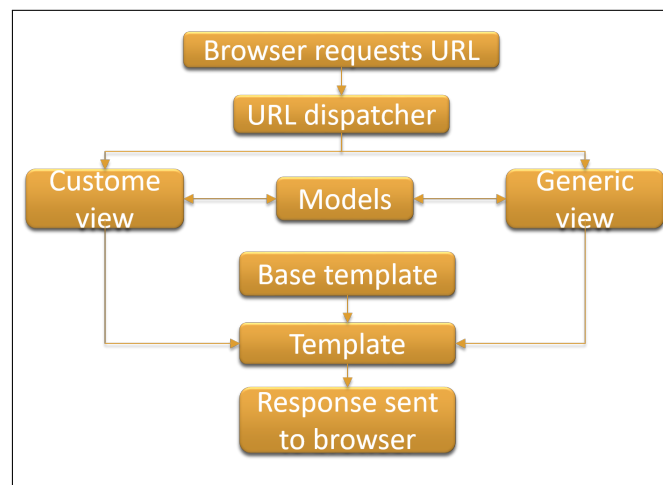 Browser requests URL
URL dispatcher
Custome
view
Models
Generic
view
Base template
Template
Response sent
to browser